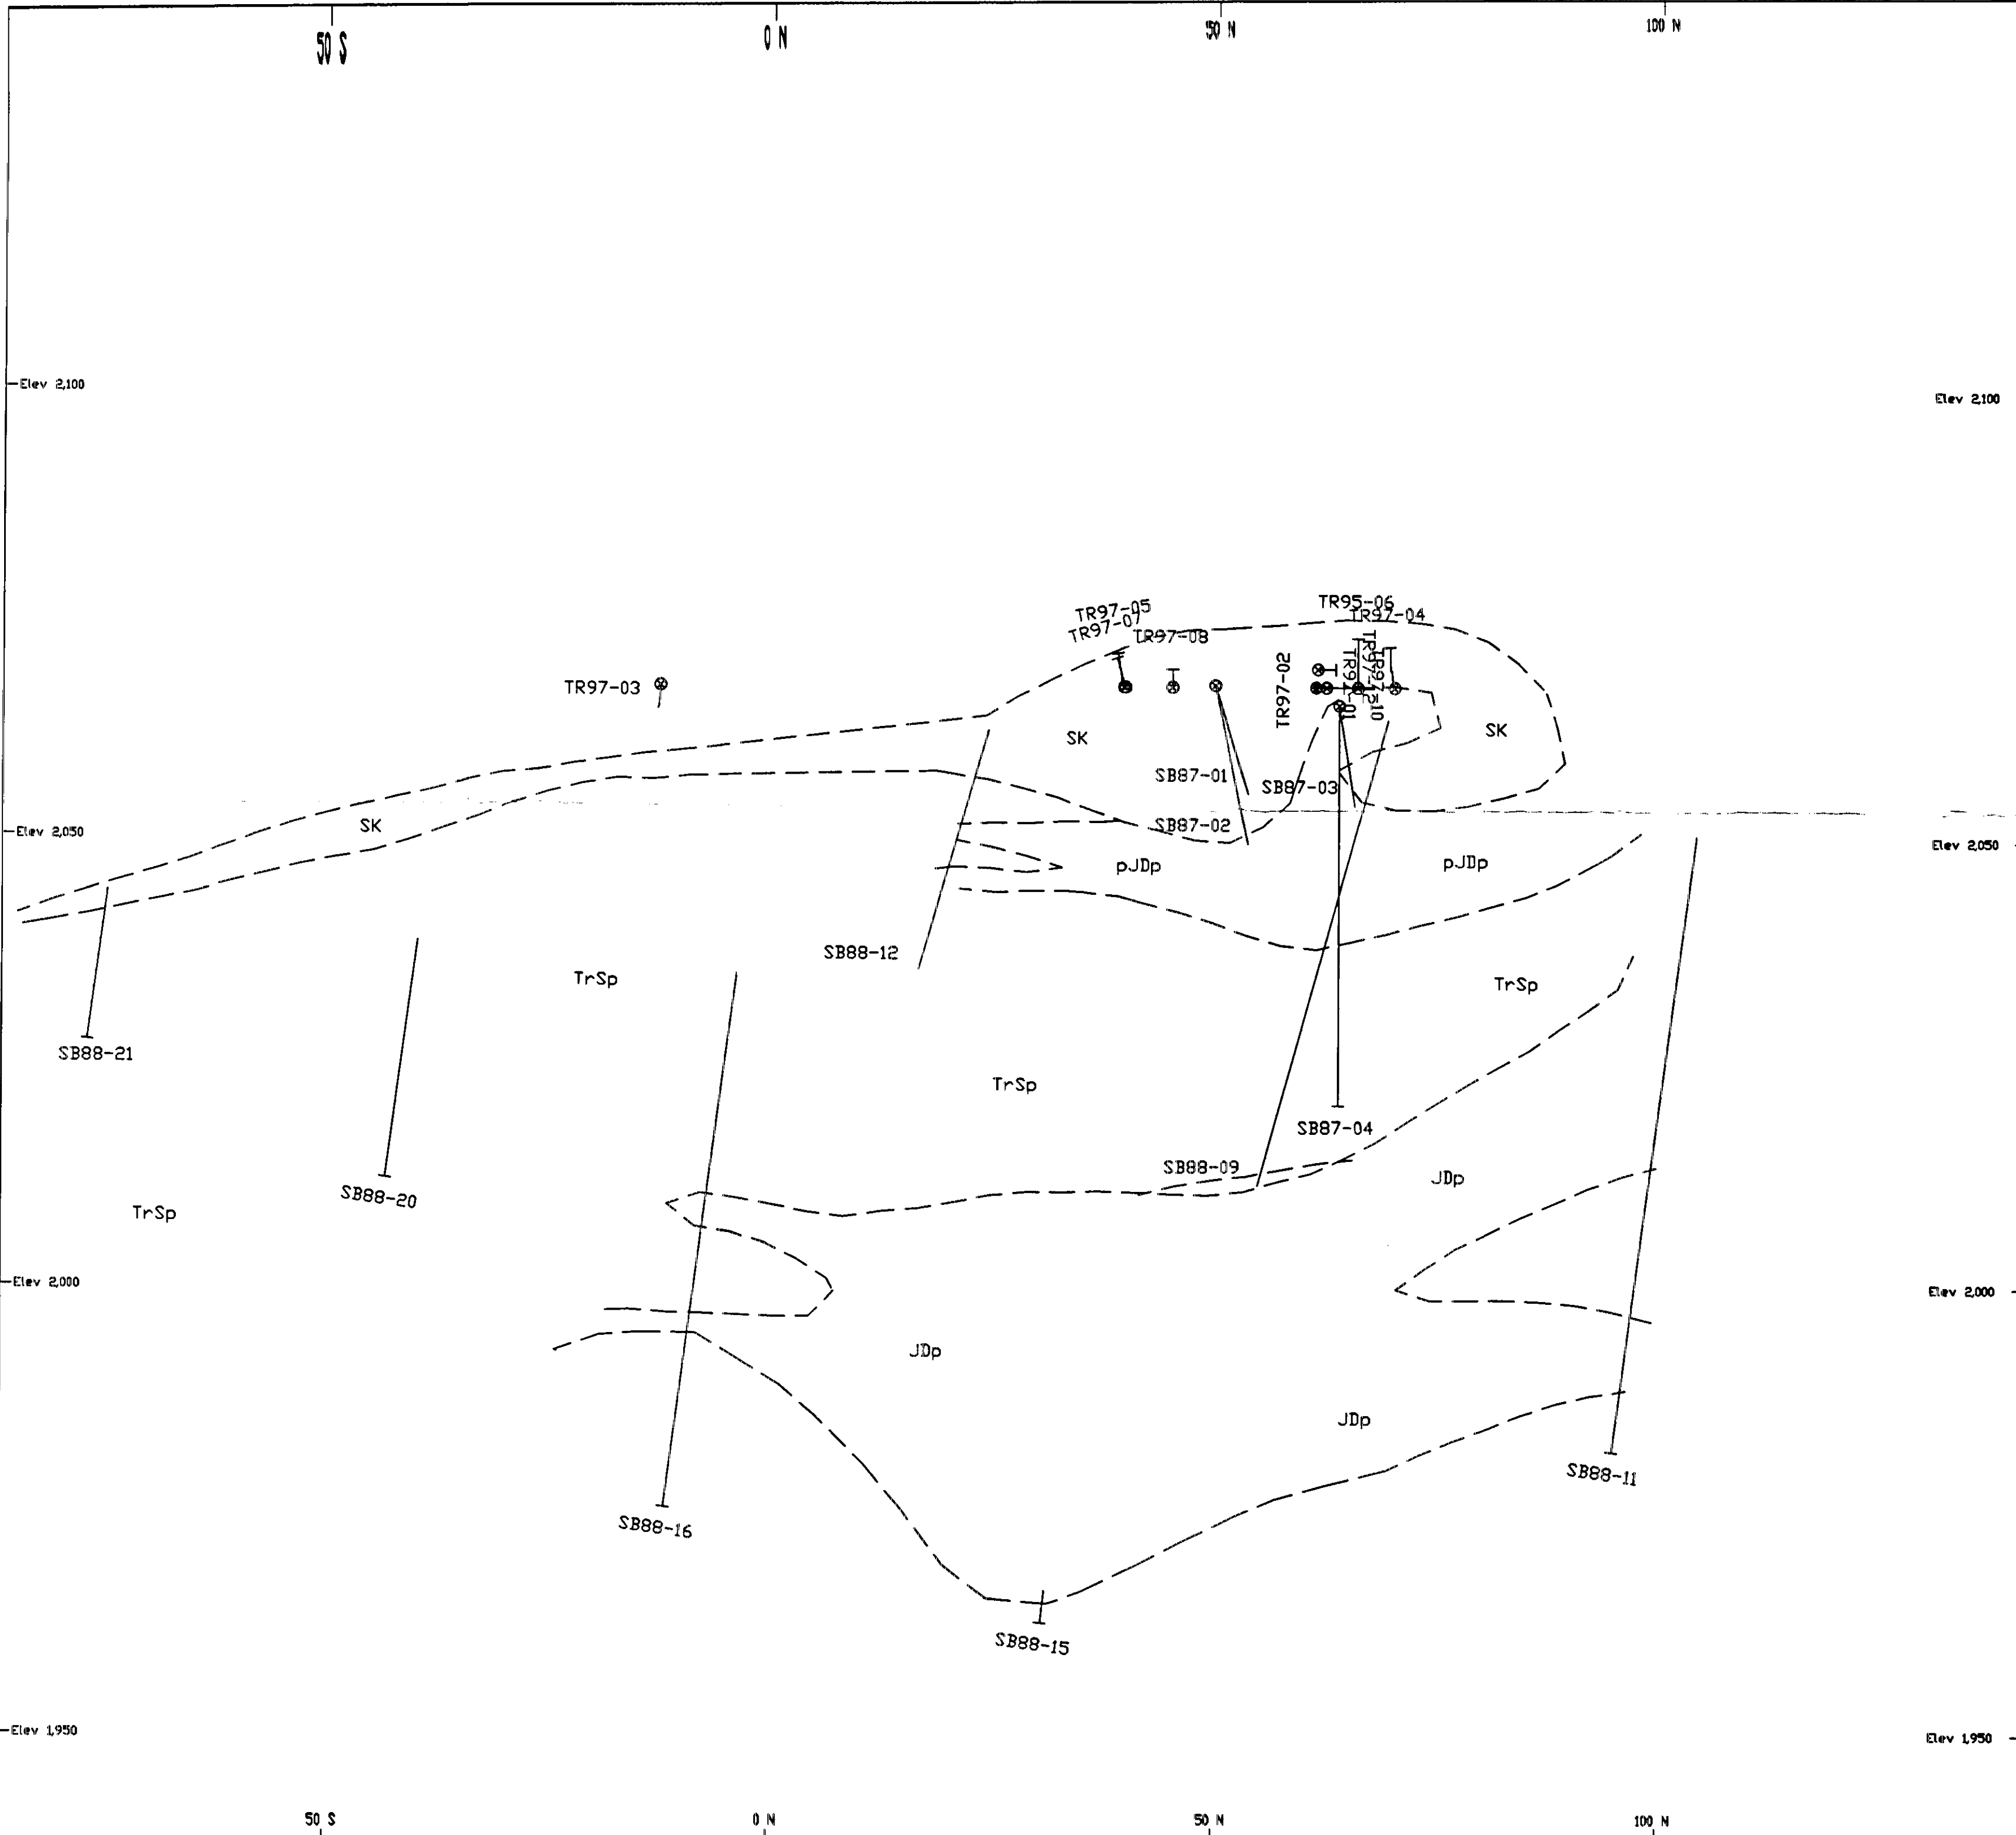 50 S
0 N
50 N
100 N
Elev 2,100
Elev 2,100
TR97-05
TR97-07
TR97-08
TR95-06
TR97-04
TR97-03
TR97-02
SK
SK
SB87-01
SB87-03
SB87-02
Elev 2,050
Elev 2,050
SK
pJDp
pJDp
SB88-12
TrSp
TrSp
SB88-21
TrSp
SB87-04
SB88-09
JDp
SB88-20
TrSp
Elev 2,000
Elev 2,000
JDp
JDp
SB88-11
SB88-16
SB88-15
Elev 1,950
Elev 1,950
50 S
0 N
50 N
100 N